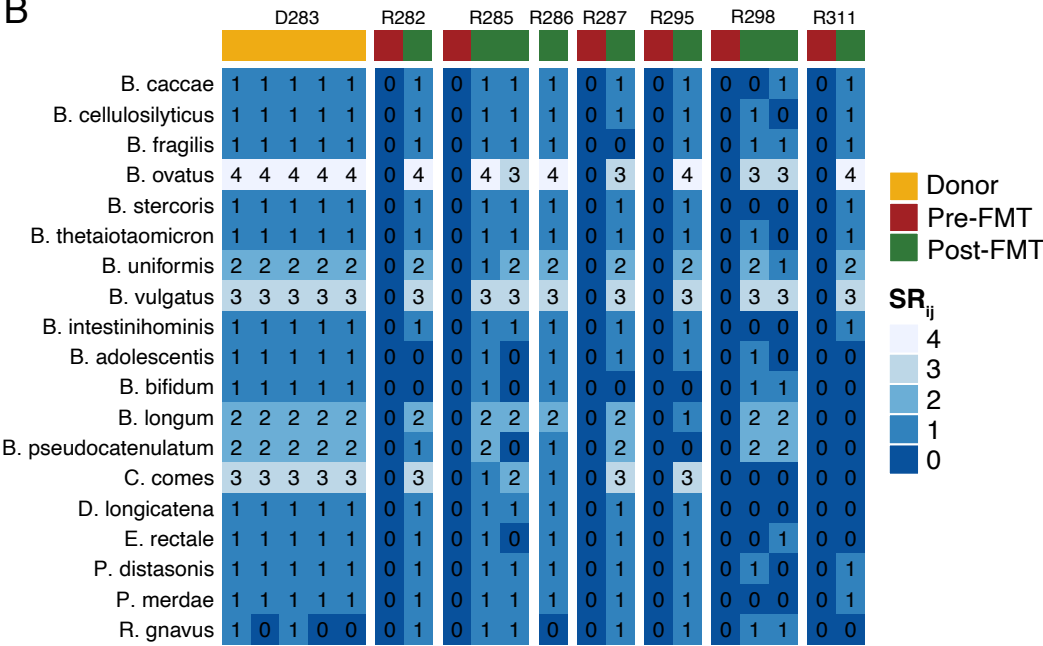 B
D283 R282 R285 R286 R287 R295 R298 R311
B. caccae 1 1 1 1 1 0 1 0 1 1 1 0 1 0 1 0 0 1 0 1
B. cellulosilyticus 1 1 1 1 1 0 1 0 1 1 1 0 1 0 1 0 1 0 0 1
B. fragilis 1 1 1 1 1 0 1 0 1 1 1 0 0 0 1 0 1 1 0 1
B. ovatus 4 4 4 4 4 0 4 0 4 3 4 0 3 0 4 0 3 3 0 4
B. stercoris 1 1 1 1 1 0 1 0 1 1 1 0 1 0 1 0 0 0 0 1
B. thetaiotaomicron 1 1 1 1 1 0 1 0 1 1 1 0 1 0 1 0 1 0 0 1
B. uniformis 2 2 2 2 2 0 2 0 1 2 2 0 2 0 2 0 2 1 0 2
B. vulgatus 3 3 3 3 3 0 3 0 3 3 3 0 3 0 3 0 3 3 0 3
B. intestinihominis 1 1 1 1 1 0 1 0 1 1 1 0 1 0 1 0 0 0 0 1
B. adolescentis 1 1 1 1 1 0 0 0 1 0 1 0 1 0 1 0 1 0 0 0
B. bifidum 1 1 1 1 1 0 0 0 1 0 1 0 0 0 0 0 1 1 0 0
B. longum 2 2 2 2 2 0 2 0 2 2 2 0 2 0 1 0 2 2 0 0
B. pseudocatenulatum 2 2 2 2 2 0 1 0 2 0 1 0 2 0 0 0 2 2 0 0
C. comes 3 3 3 3 3 0 3 0 1 2 1 0 3 0 3 0 0 0 0 0
D. longicatena 1 1 1 1 1 0 1 0 1 1 1 0 1 0 1 0 0 0 0 0
E. rectale 1 1 1 1 1 0 1 0 1 0 1 0 1 0 1 0 0 1 0 0
P. distasonis 1 1 1 1 1 0 1 0 1 1 1 0 1 0 1 0 1 0 0 1
P. merdae 1 1 1 1 1 0 1 0 1 1 1 0 1 0 1 0 0 0 0 1
R. gnavus 1 0 1 0 0 0 1 0 1 1 0 0 1 0 1 0 1 1 0 0
Donor
Pre-FMT
Post-FMT
SRij
4
3
2
1
0